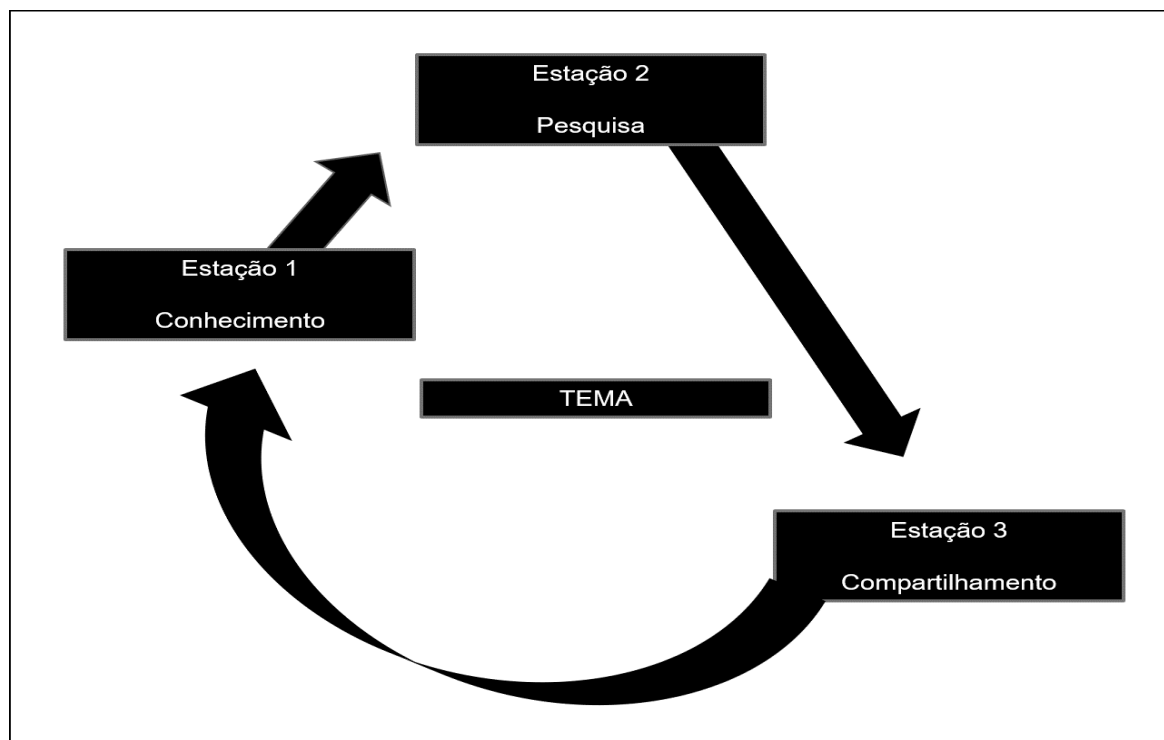 Estação 2
Pesquisa
Estação 1
Conhecimento
TEMA
Estação 3
Compartilhamento